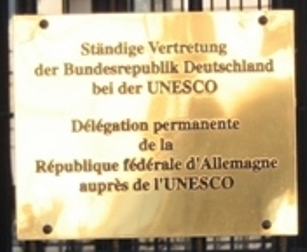 Ständige Vertretung
der Bundesrepublik Deutschland
bei der UNESCO
Délégation permanente
de la
République fédérale d'Allemagne
auprès de l'UNESCO